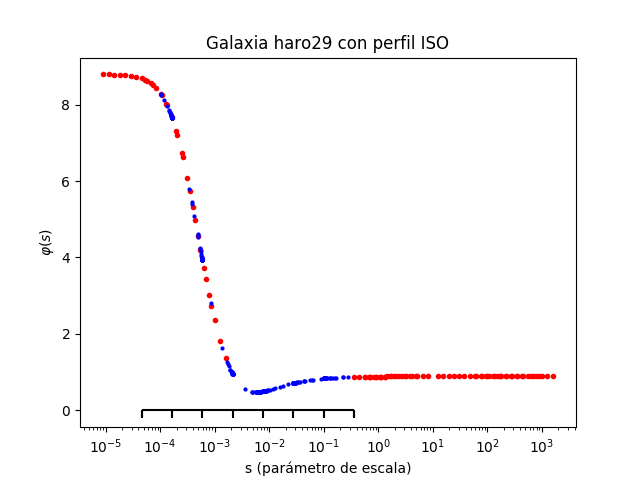 Galaxia haro29 con perfil ISO
φ(s)
8
6
4
2
0
10⁻⁵ 10⁻⁴ 10⁻³ 10⁻² 10⁻¹ 10⁰ 10¹ 10² 10³
s (parámetro de escala)